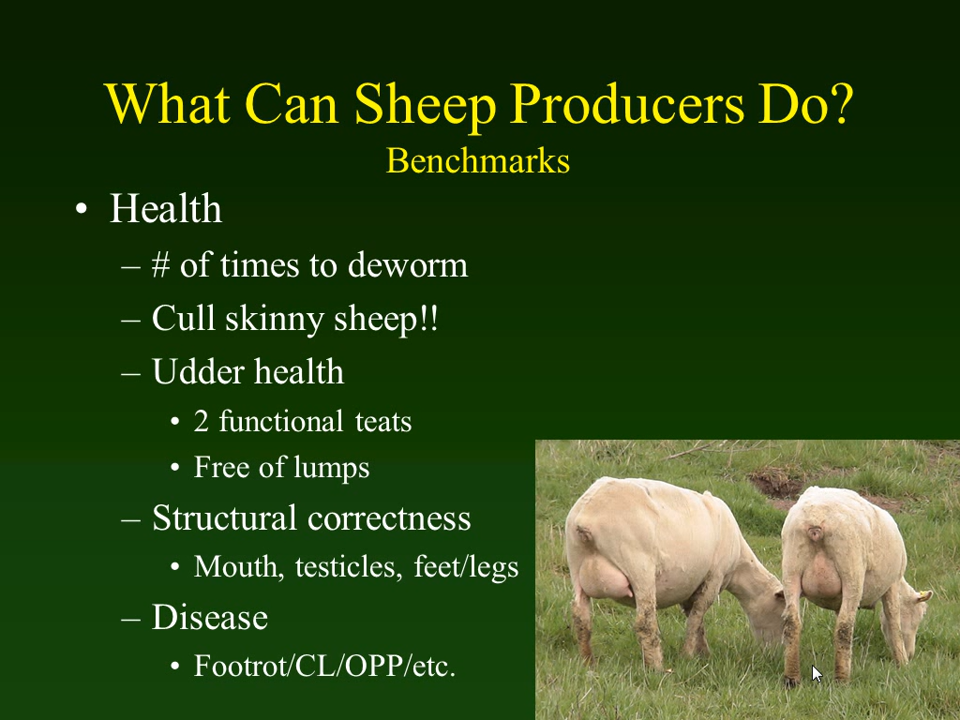 What Can Sheep Producers Do?
Benchmarks
• Health
– # of times to deworm
– Cull skinny sheep!!
– Udder health
• 2 functional teats
• Free of lumps
– Structural correctness
• Mouth, testicles, feet/legs
– Disease
• Footrot/CL/OPP/etc.